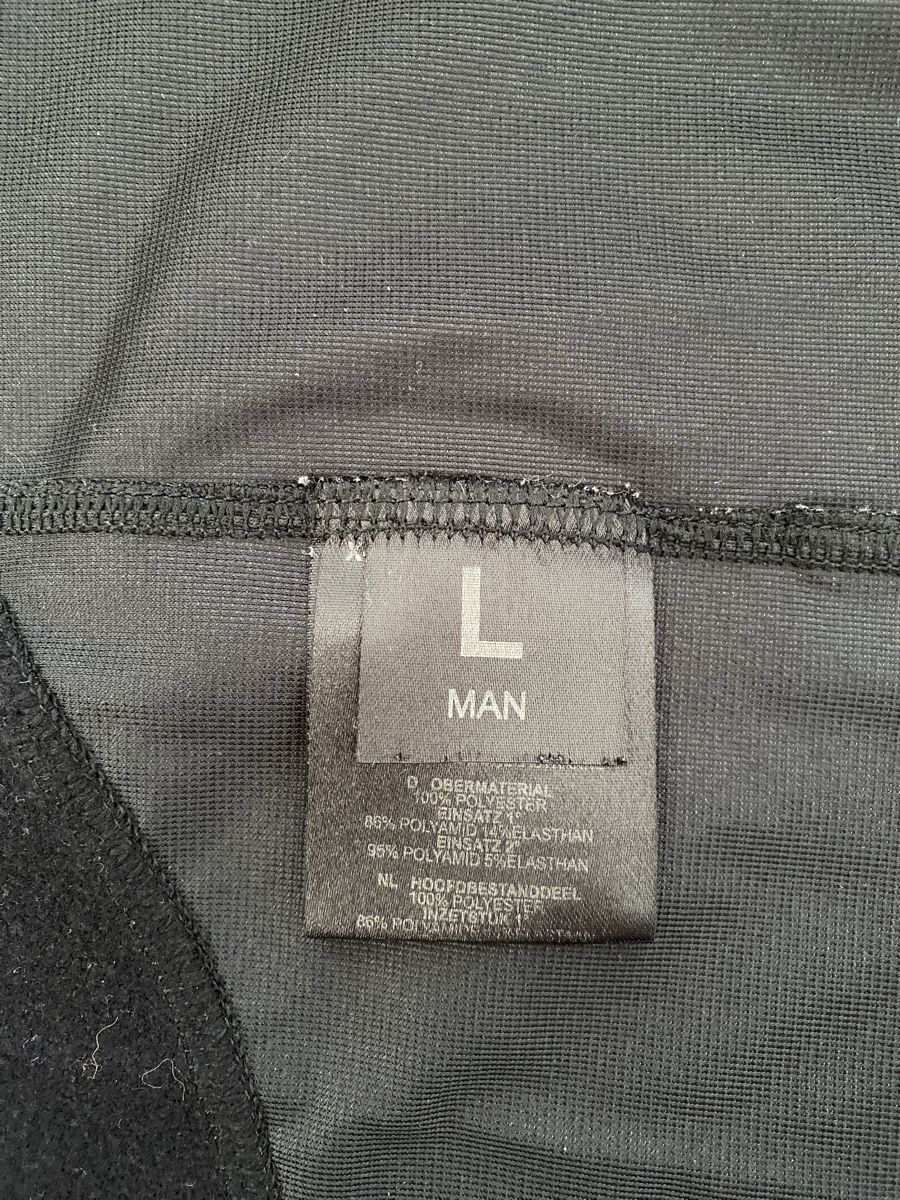 L
MAN
D OBERMATERIAL
100% POLYESTER
EINSATZ 1°
86% POLYAMID 14%ELASTHAN
EINSATZ 2°
95% POLYAMID 5%ELASTHAN
NL HOOFDBESTANDDEEL
100% POLYESTER
INZETSTUK 1°
86%